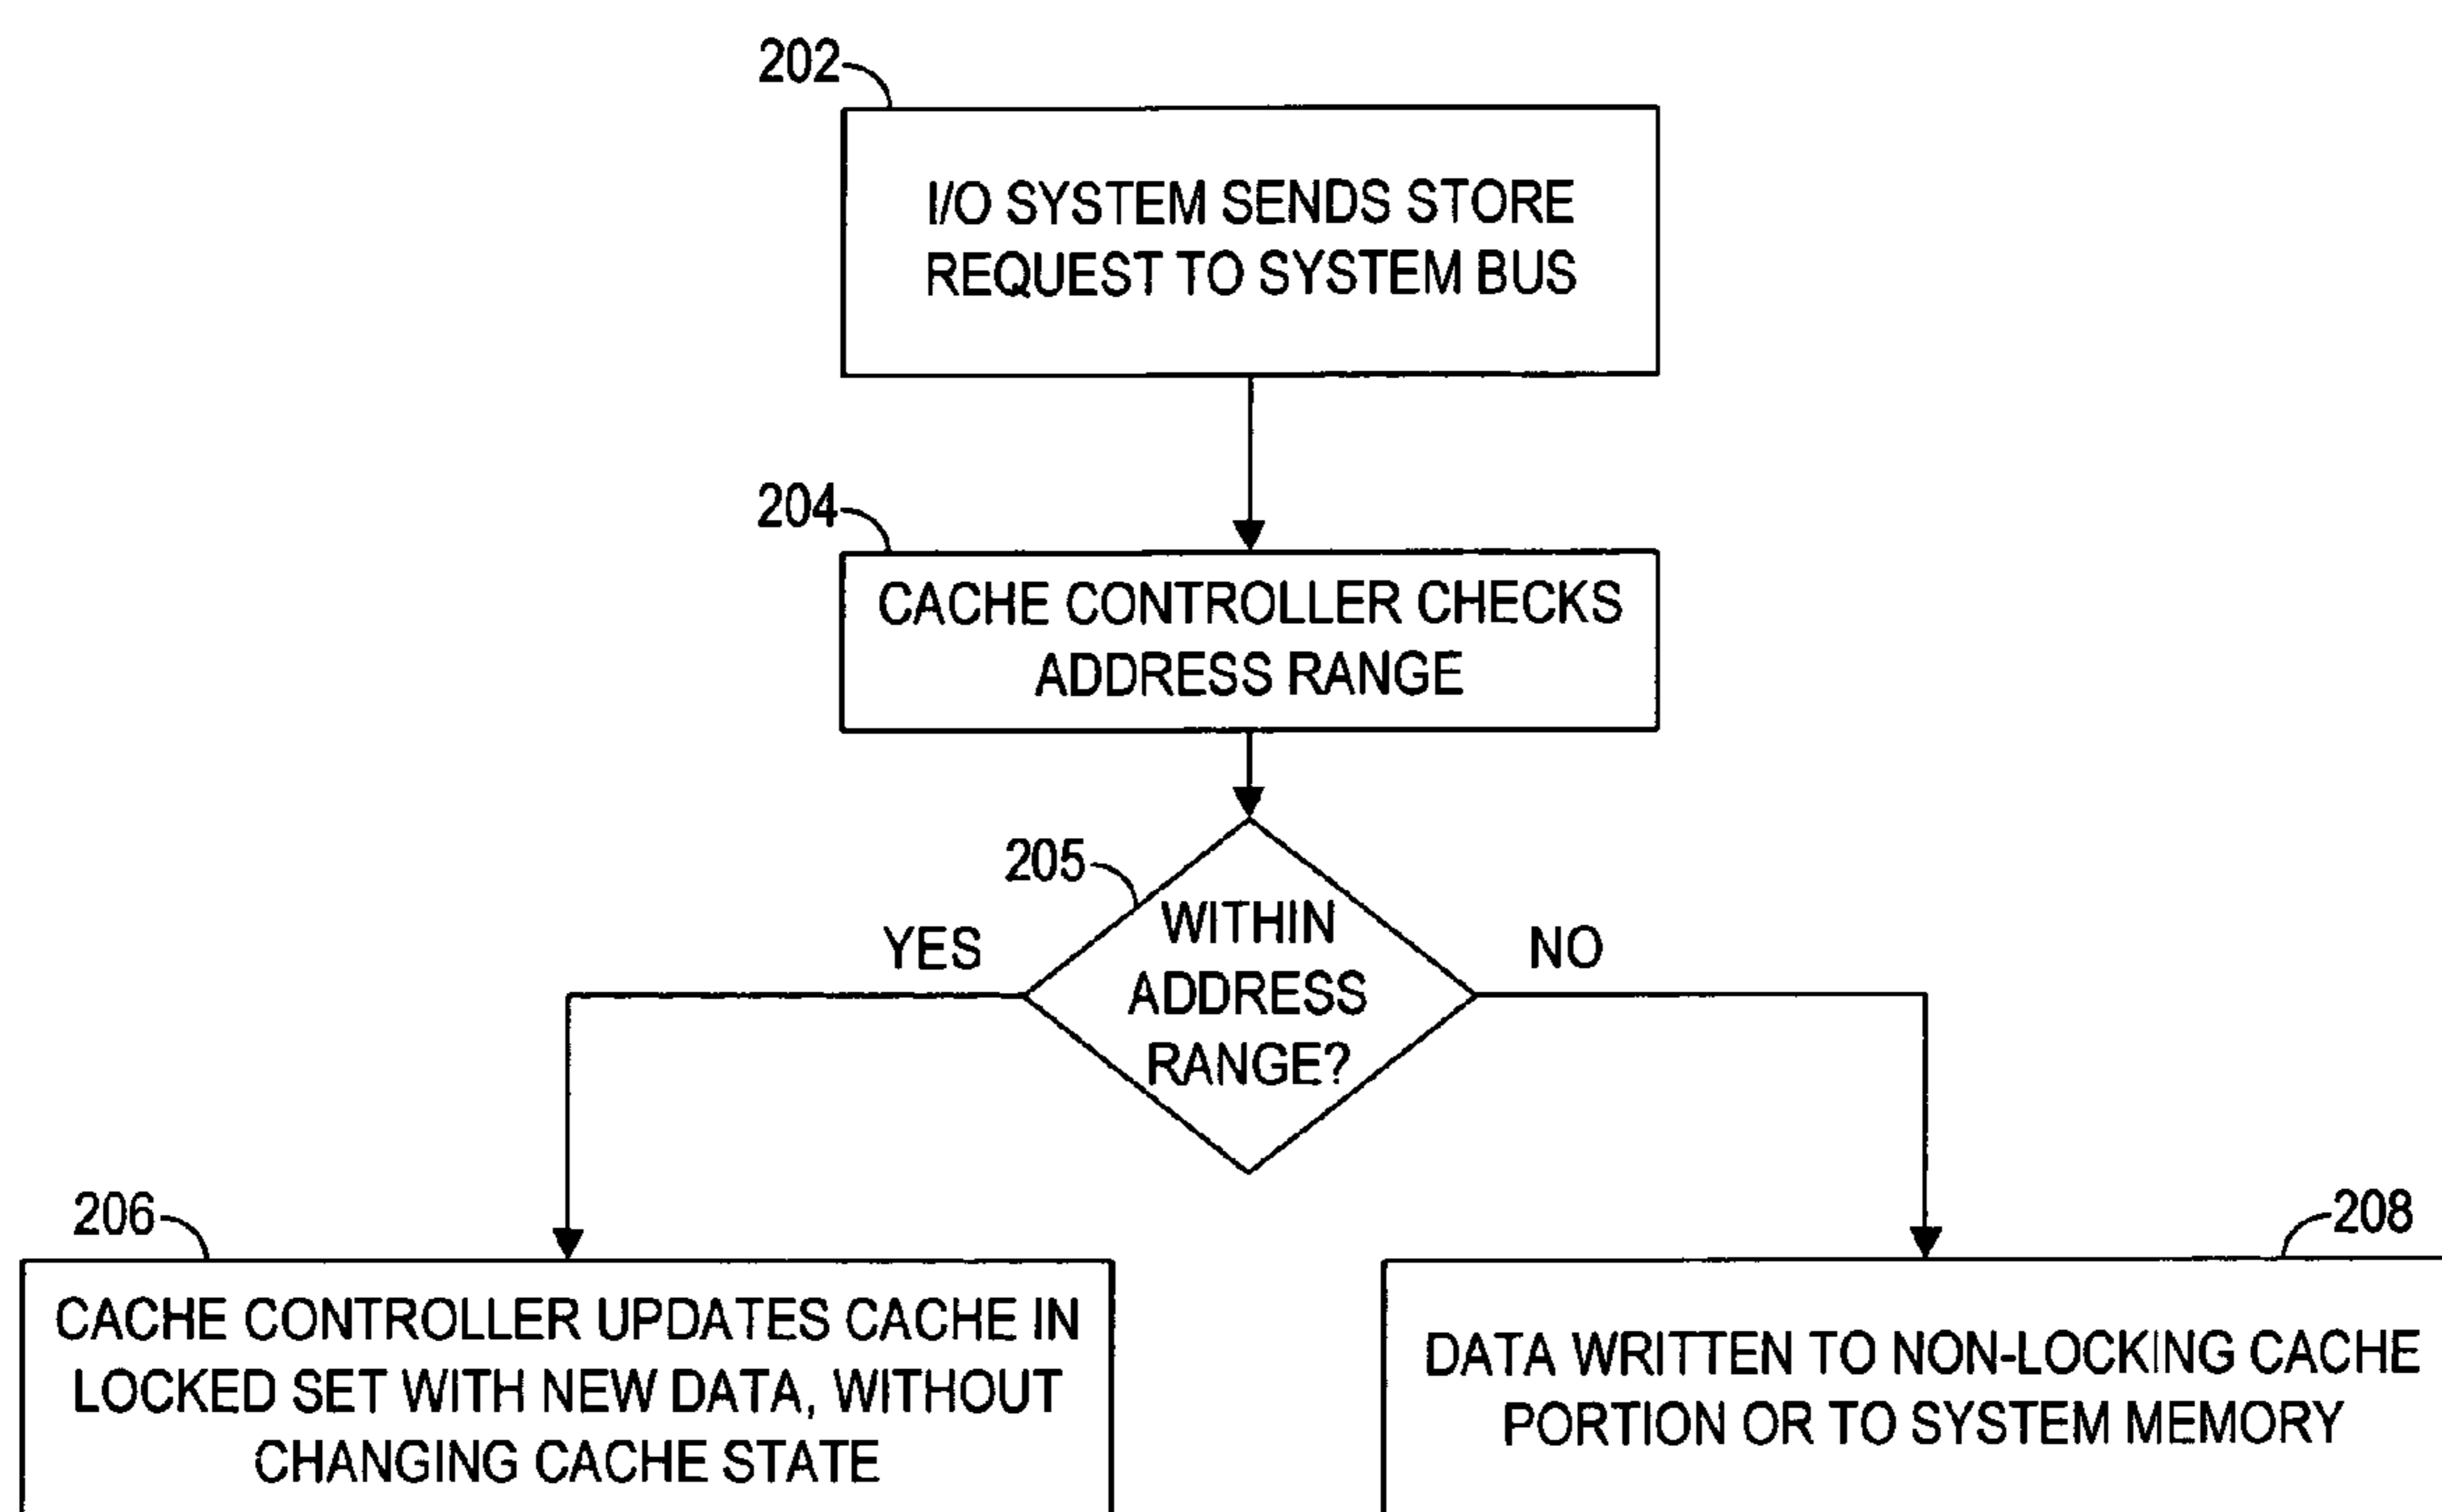 202
I/O SYSTEM SENDS STORE
REQUEST TO SYSTEM BUS
204
CACHE CONTROLLER CHECKS
ADDRESS RANGE
205
YES
WITHIN
ADDRESS
RANGE?
NO
206
CACHE CONTROLLER UPDATES CACHE IN
LOCKED SET WITH NEW DATA, WITHOUT
CHANGING CACHE STATE
208
DATA WRITTEN TO NON-LOCKING CACHE
PORTION OR TO SYSTEM MEMORY